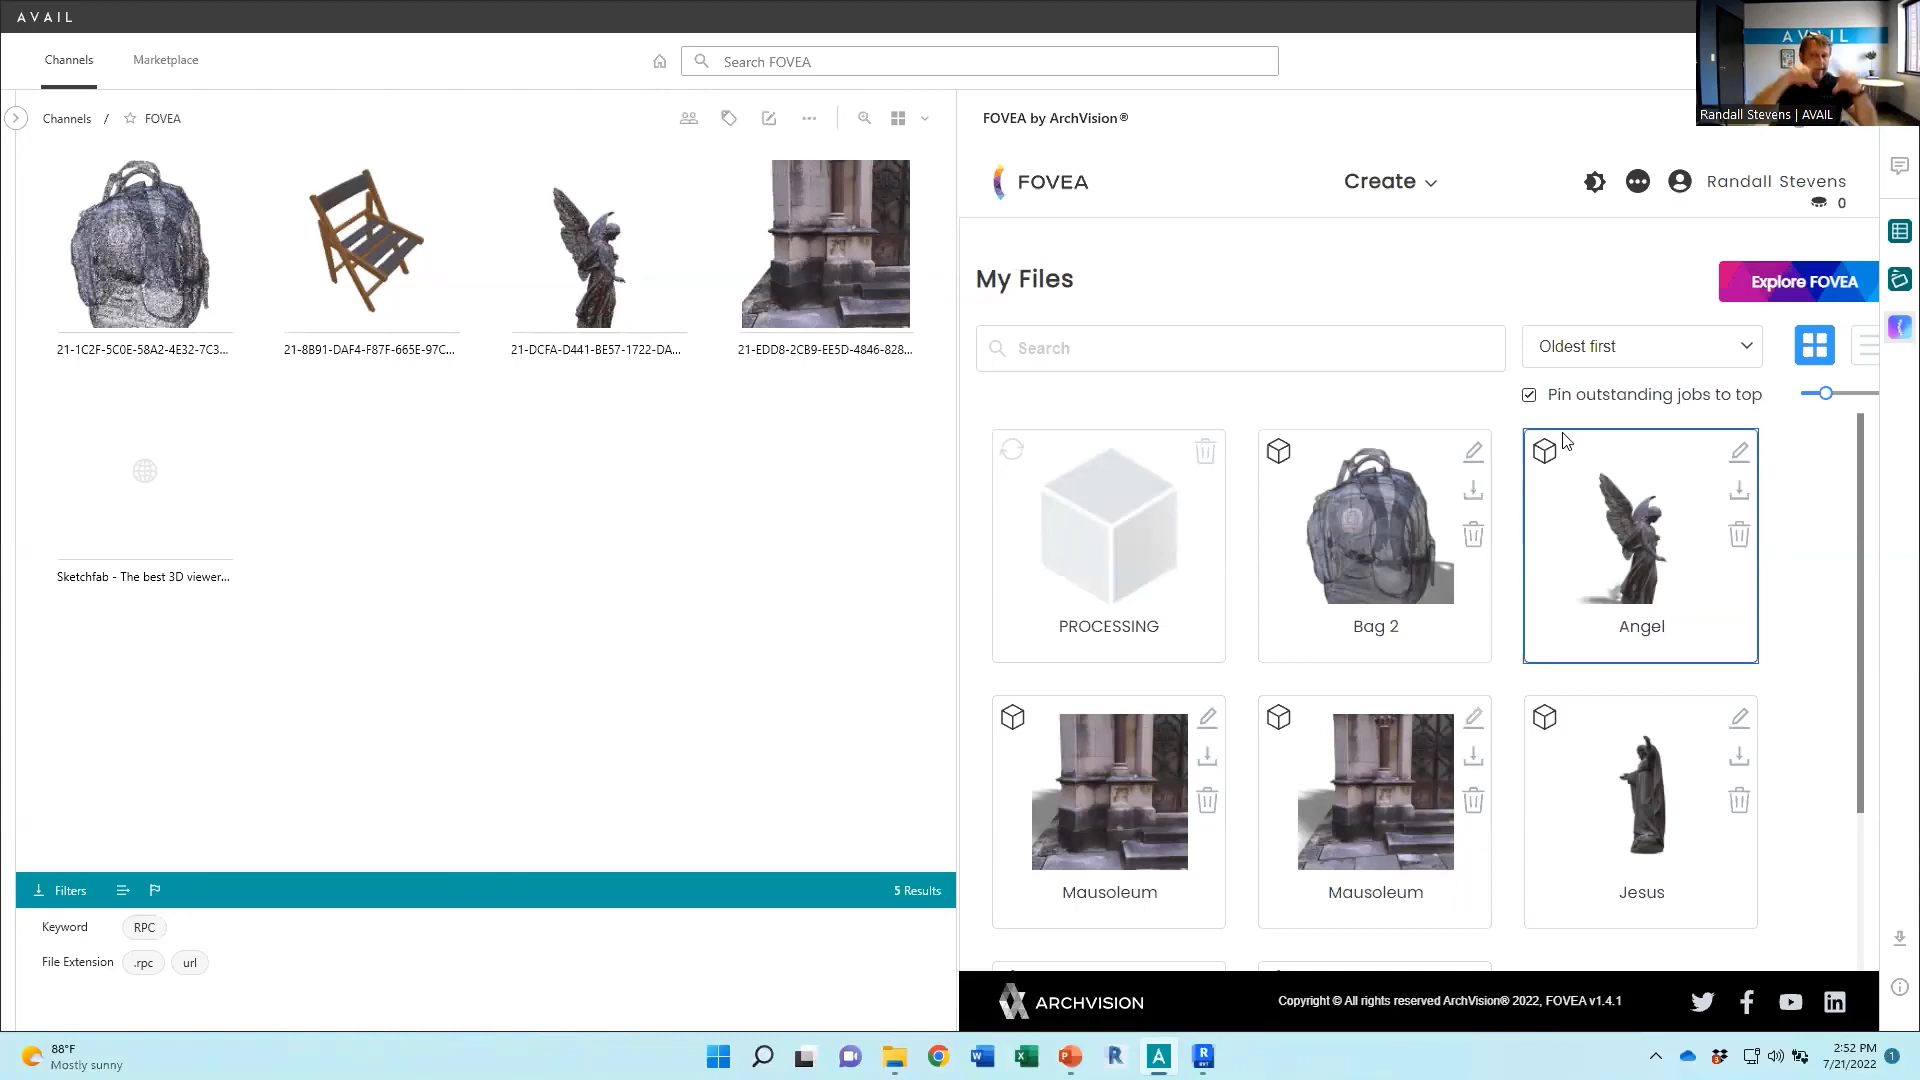 AVAIL
Channels
Marketplace
Search FOVEA
Channels / FOVEA
21-1C2F-5C0E-58A2-4E32-7C3...
21-8B91-DAF4-F87F-665E-97C...
21-DCFA-D441-BE57-1722-DA...
21-EDD8-2CB9-EE5D-4846-828...
Sketchfab - The best 3D viewer...
Filters
5 Results
Keyword
RPC
File Extension
.rpc
url
FOVEA by ArchVision®
FOVEA
Create
Randall Stevens
0
My Files
Explore FOVEA
Search
Oldest first
Pin outstanding jobs to top
PROCESSING
Bag 2
Angel
Mausoleum
Mausoleum
Jesus
ARCHVISION
Copyright © All rights reserved ArchVision® 2022, FOVEA v1.4.1
AVAIL
Randall Stevens | AVAIL
88°F
Mostly sunny
2:52 PM
7/21/2022
1